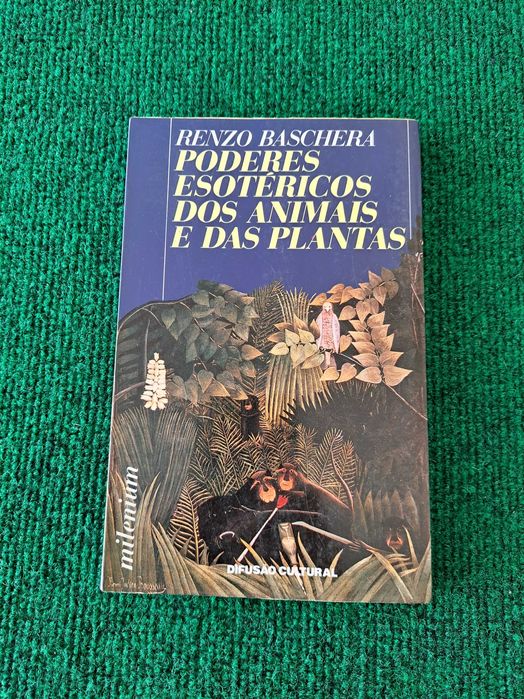 RENZO BASCHERA
PODERES
ESOTÉRICOS
DOS ANIMAIS
E DAS PLANTAS
milenium
DIFUSÃO CULTURAL